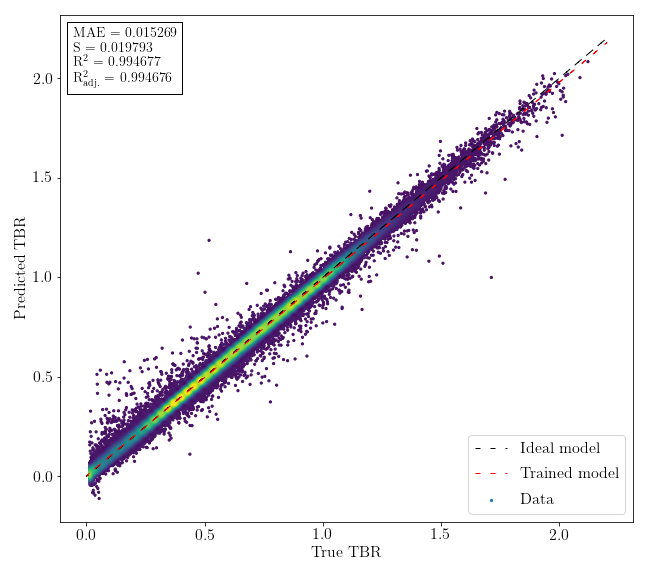 MAE = 0.015269
S = 0.019793
R² = 0.994677
R²adj. = 0.994676
2.0
1.5
1.0
0.5
0.0
Predicted TBR
Ideal model
Trained model
Data
0.0 0.5 1.0 1.5 2.0
True TBR